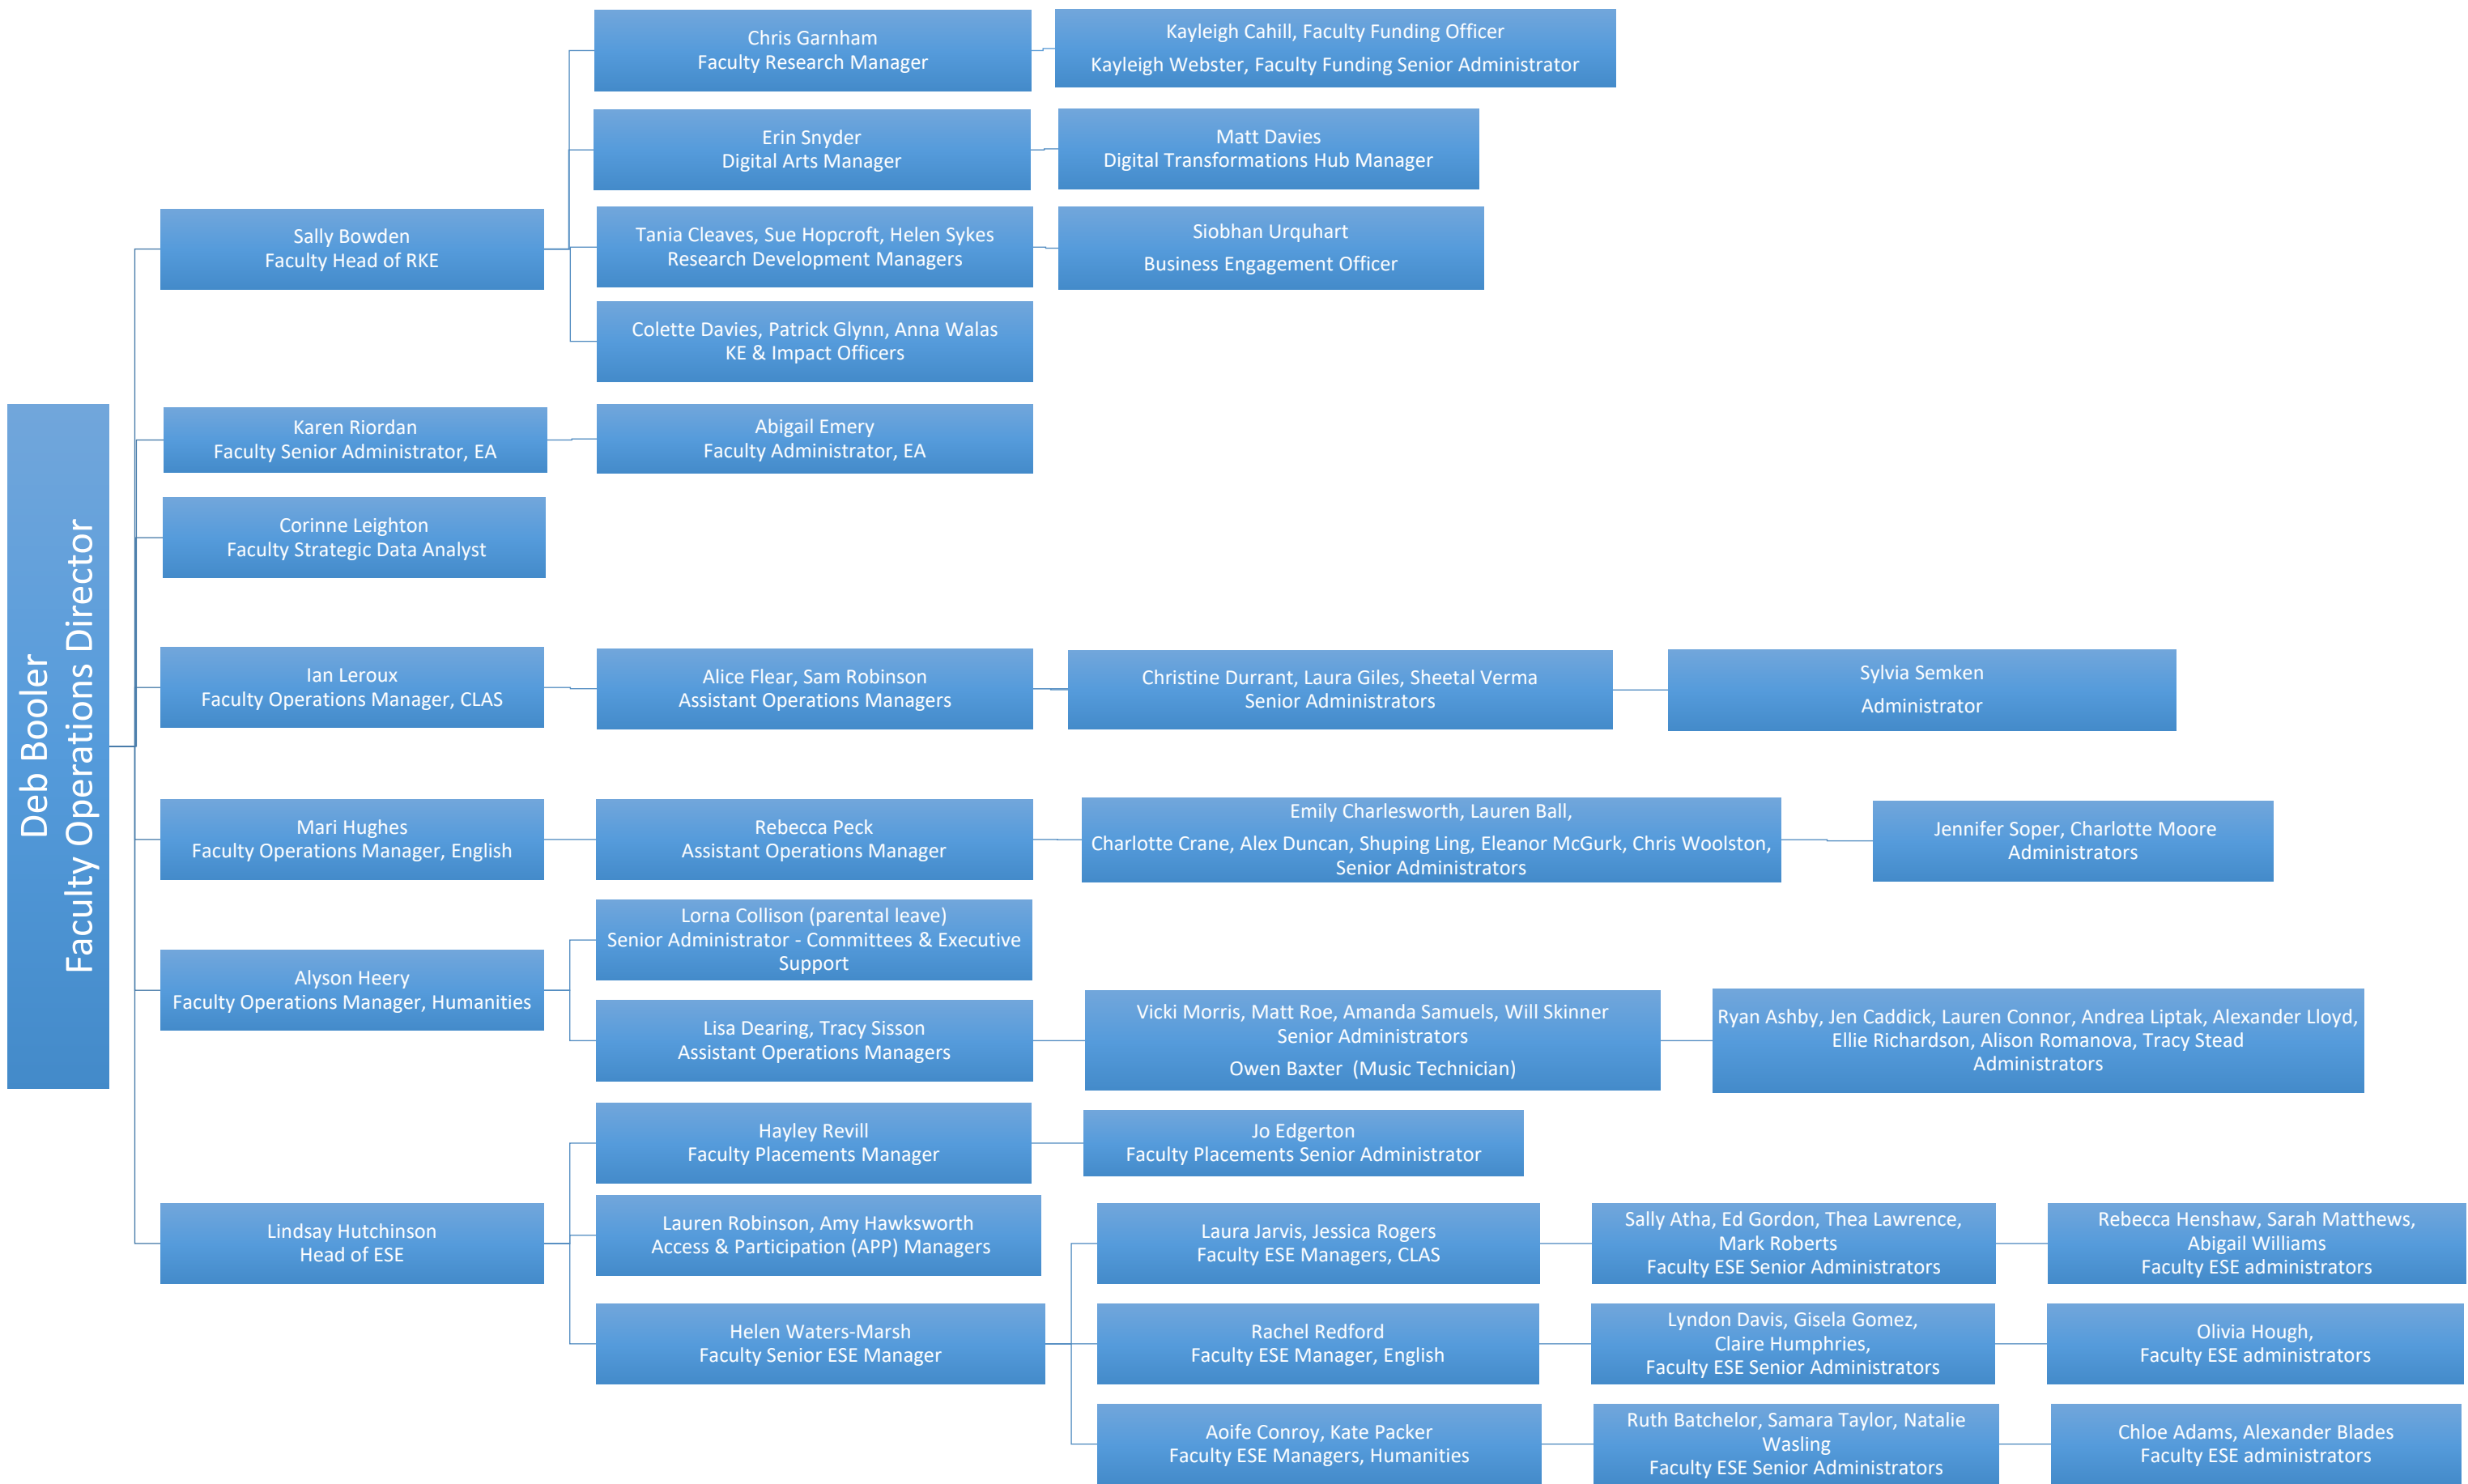 Deb Booler
Faculty Operations Director
Sally Bowden
Faculty Head of RKE
Chris Garnham
Faculty Research Manager
Kayleigh Cahill, Faculty Funding Officer
Kayleigh Webster, Faculty Funding Senior Administrator
Erin Snyder
Digital Arts Manager
Matt Davies
Digital Transformations Hub Manager
Tania Cleaves, Sue Hopcroft, Helen Sykes
Research Development Managers
Siobhan Urquhart
Business Engagement Officer
Colette Davies, Patrick Glynn, Anna Walas
KE & Impact Officers
Karen Riordan
Faculty Senior Administrator, EA
Abigail Emery
Faculty Administrator, EA
Corinne Leighton
Faculty Strategic Data Analyst
Ian Leroux
Faculty Operations Manager, CLAS
Alice Flear, Sam Robinson
Assistant Operations Managers
Christine Durrant, Laura Giles, Sheetal Verma
Senior Administrators
Sylvia Semken
Administrator
Mari Hughes
Faculty Operations Manager, English
Rebecca Peck
Assistant Operations Manager
Emily Charlesworth, Lauren Ball,
Charlotte Crane, Alex Duncan, Shuping Ling, Eleanor McGurk, Chris Woolston,
Senior Administrators
Jennifer Soper, Charlotte Moore
Administrators
Alyson Heery
Faculty Operations Manager, Humanities
Lorna Collison (parental leave)
Senior Administrator - Committees & Executive
Support
Lisa Dearing, Tracy Sisson
Assistant Operations Managers
Vicki Morris, Matt Roe, Amanda Samuels, Will Skinner
Senior Administrators
Owen Baxter (Music Technician)
Ryan Ashby, Jen Caddick, Lauren Connor, Andrea Liptak, Alexander Lloyd,
Ellie Richardson, Alison Romanova, Tracy Stead
Administrators
Lindsay Hutchinson
Head of ESE
Hayley Revill
Faculty Placements Manager
Jo Edgerton
Faculty Placements Senior Administrator
Lauren Robinson, Amy Hawksworth
Access & Participation (APP) Managers
Helen Waters-Marsh
Faculty Senior ESE Manager
Laura Jarvis, Jessica Rogers
Faculty ESE Managers, CLAS
Sally Atha, Ed Gordon, Thea Lawrence,
Mark Roberts
Faculty ESE Senior Administrators
Rebecca Henshaw, Sarah Matthews,
Abigail Williams
Faculty ESE administrators
Rachel Redford
Faculty ESE Manager, English
Lyndon Davis, Gisela Gomez,
Claire Humphries,
Faculty ESE Senior Administrators
Olivia Hough,
Faculty ESE administrators
Aoife Conroy, Kate Packer
Faculty ESE Managers, Humanities
Ruth Batchelor, Samara Taylor, Natalie
Wasling
Faculty ESE Senior Administrators
Chloe Adams, Alexander Blades
Faculty ESE administrators